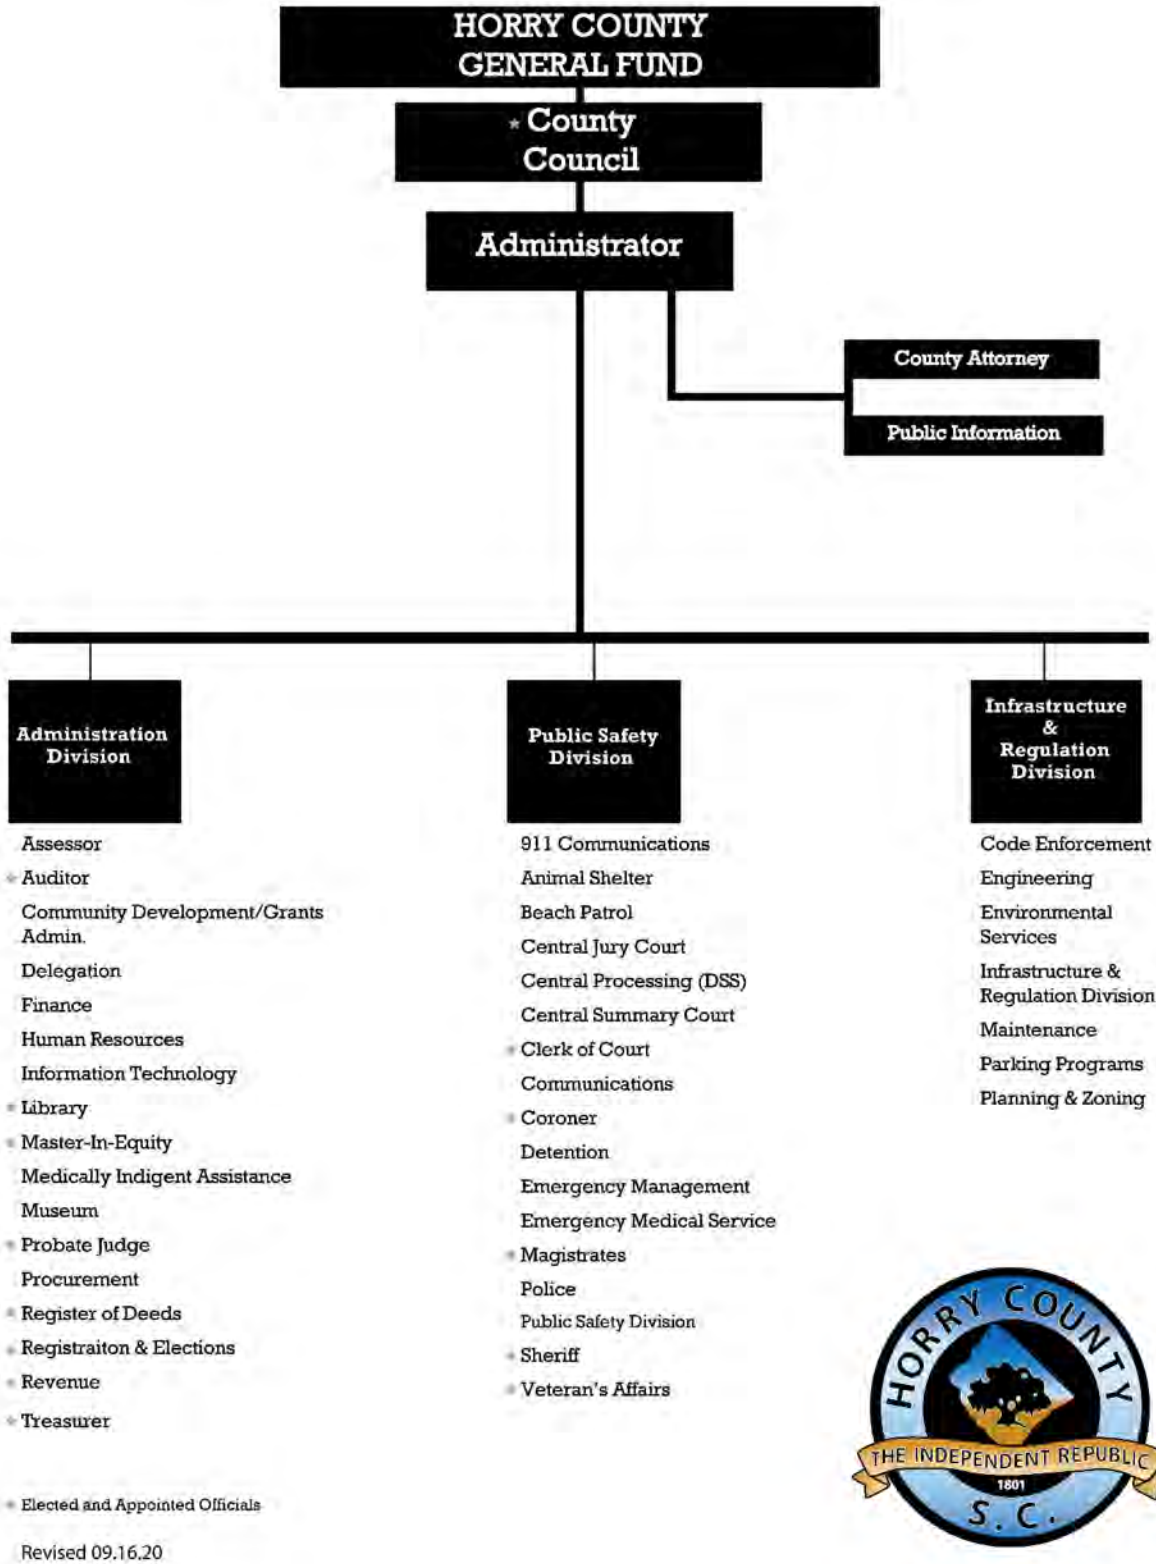 HORRY COUNTY
GENERAL FUND
* County
Council
Administrator
County Attorney
Public Information
Administration
Division
Assessor
* Auditor
Community Development/Grants
Admin.
Delegation
Finance
Human Resources
Information Technology
* Library
* Master-In-Equity
Medically Indigent Assistance
Museum
* Probate Judge
Procurement
* Register of Deeds
* Registraiton & Elections
* Revenue
* Treasurer
Public Safety
Division
911 Communications
Animal Shelter
Beach Patrol
Central Jury Court
Central Processing (DSS)
Central Summary Court
* Clerk of Court
Communications
* Coroner
Detention
Emergency Management
Emergency Medical Service
* Magistrates
Police
Public Safety Division
* Sheriff
* Veteran's Affairs
Infrastructure
&
Regulation
Division
Code Enforcement
Engineering
Environmental
Services
Infrastructure &
Regulation Division
Maintenance
Parking Programs
Planning & Zoning
HORRY COUNTY
THE INDEPENDENT REPUBLIC
1801
S. C.
* Elected and Appointed Officials
Revised 09.16.20